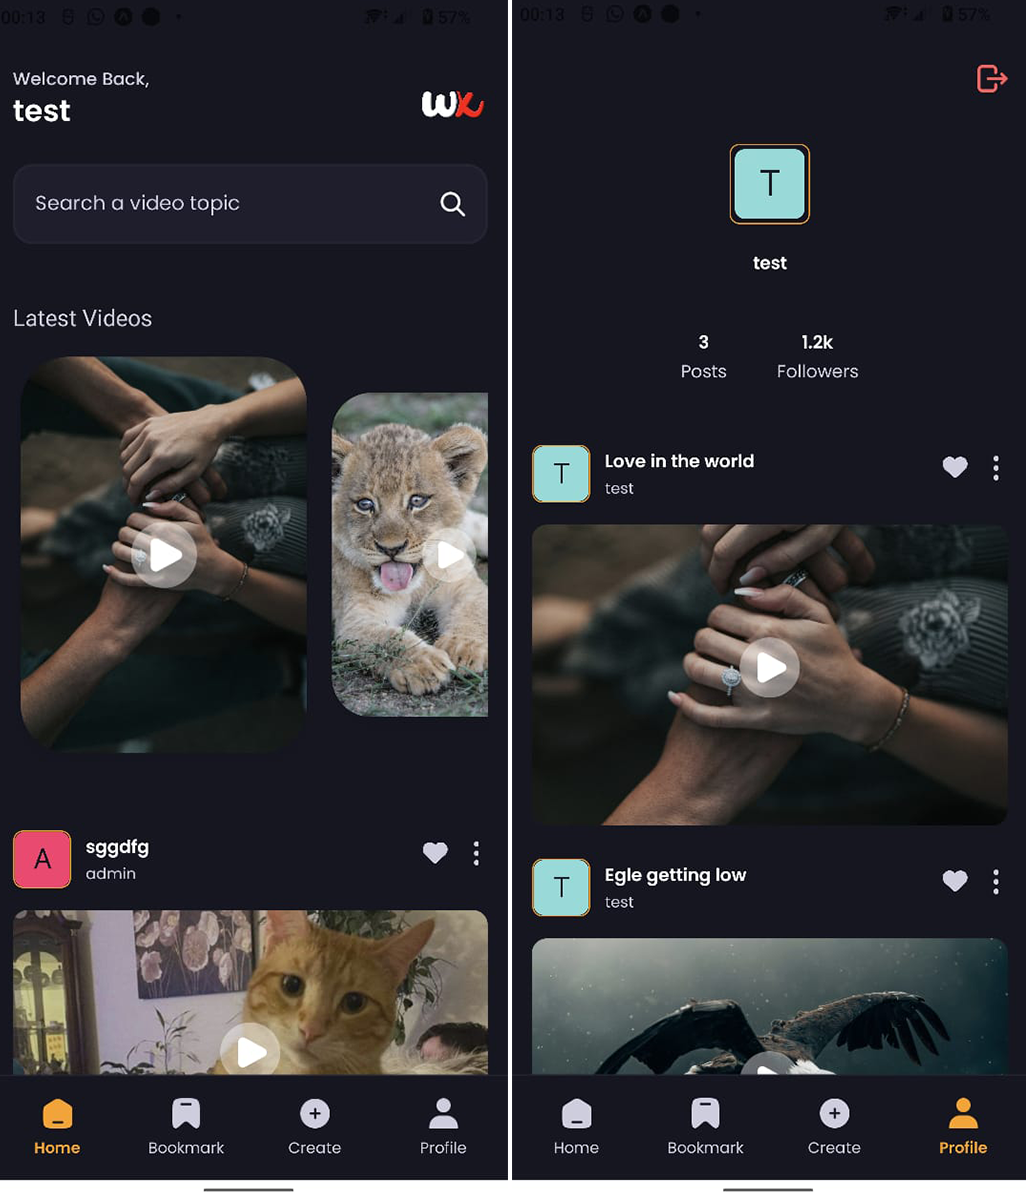 00:13
57%
Welcome Back,
test
wx
Search a video topic
Latest Videos
A
sggdfg
admin
Home
Bookmark
Create
Profile
00:13
57%
T
test
3
1.2k
Posts
Followers
T
Love in the world
test
T
Egle getting low
test
Home
Bookmark
Create
Profile